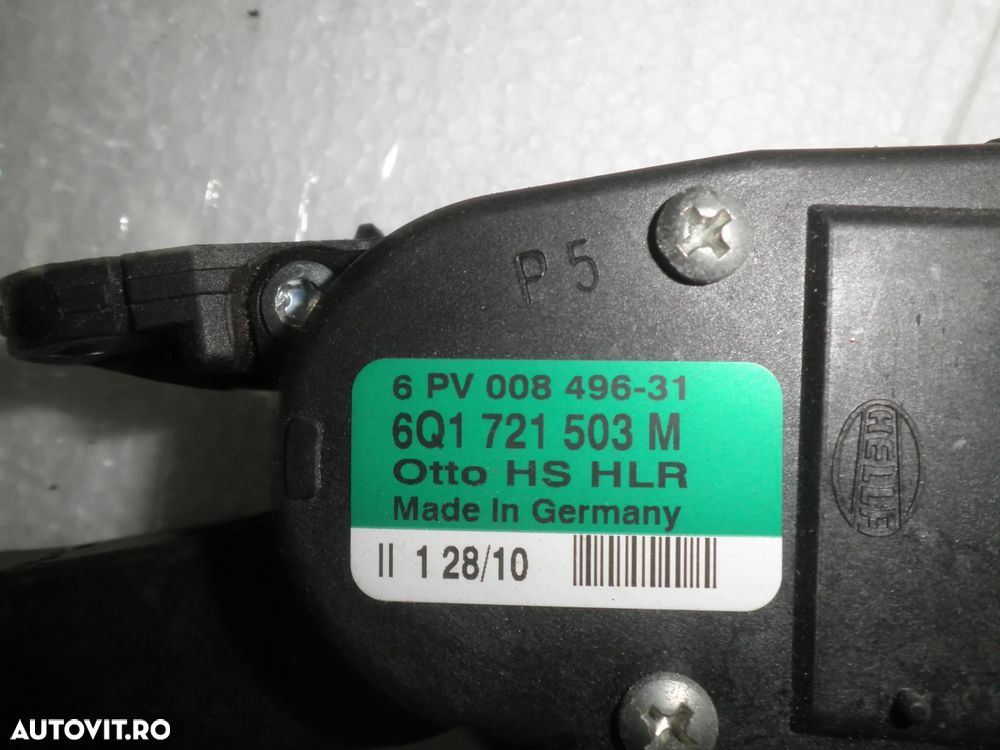 P 5
6 PV 008 496-31
6Q1 721 503 M
Otto HS HLR
Made In Germany
II 1 28/10
HELLA
AUTOVIT.RO